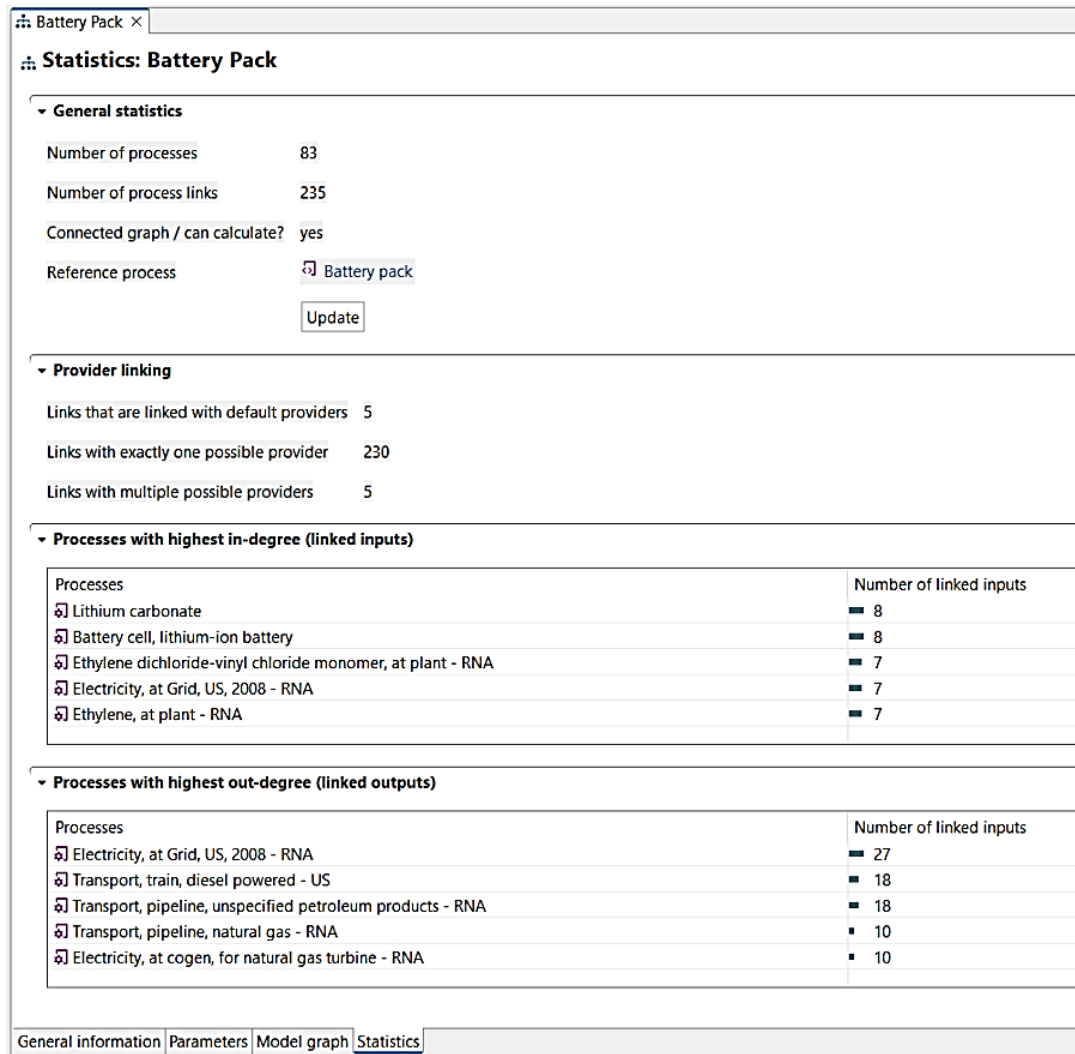 Battery Pack
Statistics: Battery Pack
General statistics
Number of processes 83
Number of process links 235
Connected graph / can calculate? yes
Reference process Battery pack
Update
Provider linking
Links that are linked with default providers 5
Links with exactly one possible provider 230
Links with multiple possible providers 5
Processes with highest in-degree (linked inputs)
Processes Number of linked inputs
Lithium carbonate 8
Battery cell, lithium-ion battery 8
Ethylene dichloride-vinyl chloride monomer, at plant - RNA 7
Electricity, at Grid, US, 2008 - RNA 7
Ethylene, at plant - RNA 7
Processes with highest out-degree (linked outputs)
Processes Number of linked inputs
Electricity, at Grid, US, 2008 - RNA 27
Transport, train, diesel powered - US 18
Transport, pipeline, unspecified petroleum products - RNA 18
Transport, pipeline, natural gas - RNA 10
Electricity, at cogen, for natural gas turbine - RNA 10
General information Parameters Model graph Statistics